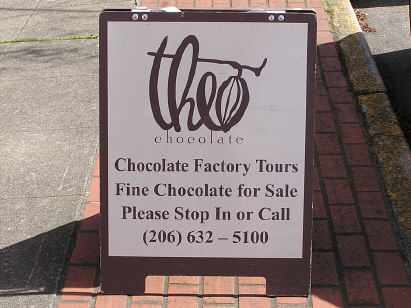 theo
chocolate
Chocolate Factory Tours
Fine Chocolate for Sale
Please Stop In or Call
(206) 632 – 5100